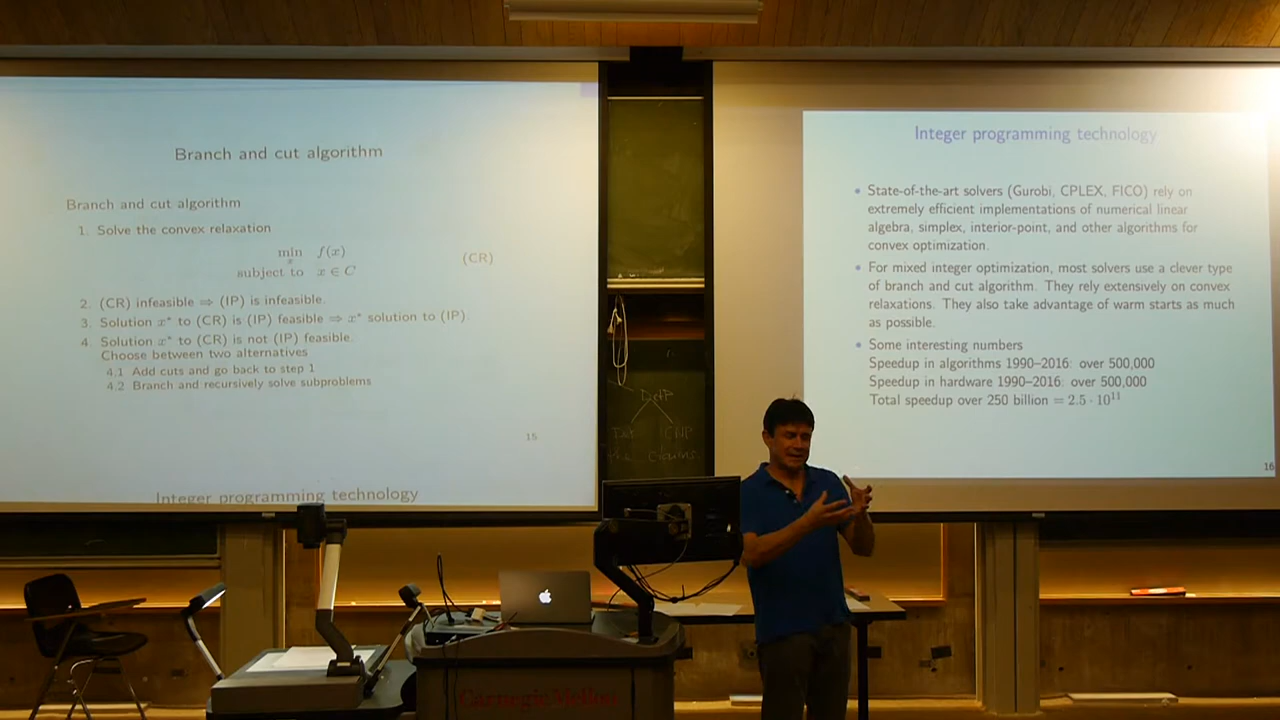 Branch and cut algorithm
Branch and cut algorithm
1. Solve the convex relaxation
min f(x)
x
subject to x ∈ C
(CR)
2. (CR) infeasible ⇒ (IP) is infeasible.
3. Solution x* to (CR) is (IP) feasible ⇒ x* solution to (IP).
4. Solution x* to (CR) is not (IP) feasible.
Choose between two alternatives
4.1 Add cuts and go back to step 1
4.2 Branch and recursively solve subproblems
15
Integer programming technology
Integer programming technology
• State-of-the-art solvers (Gurobi, CPLEX, FICO) rely on
extremely efficient implementations of numerical linear
algebra, simplex, interior-point, and other algorithms for
convex optimization.
• For mixed integer optimization, most solvers use a clever type
of branch and cut algorithm. They rely extensively on convex
relaxations. They also take advantage of warm starts as much
as possible.
• Some interesting numbers
Speedup in algorithms 1990–2016: over 500,000
Speedup in hardware 1990–2016: over 500,000
Total speedup over 250 billion = 2.5 · 10¹¹
16
Carnegie Mellon